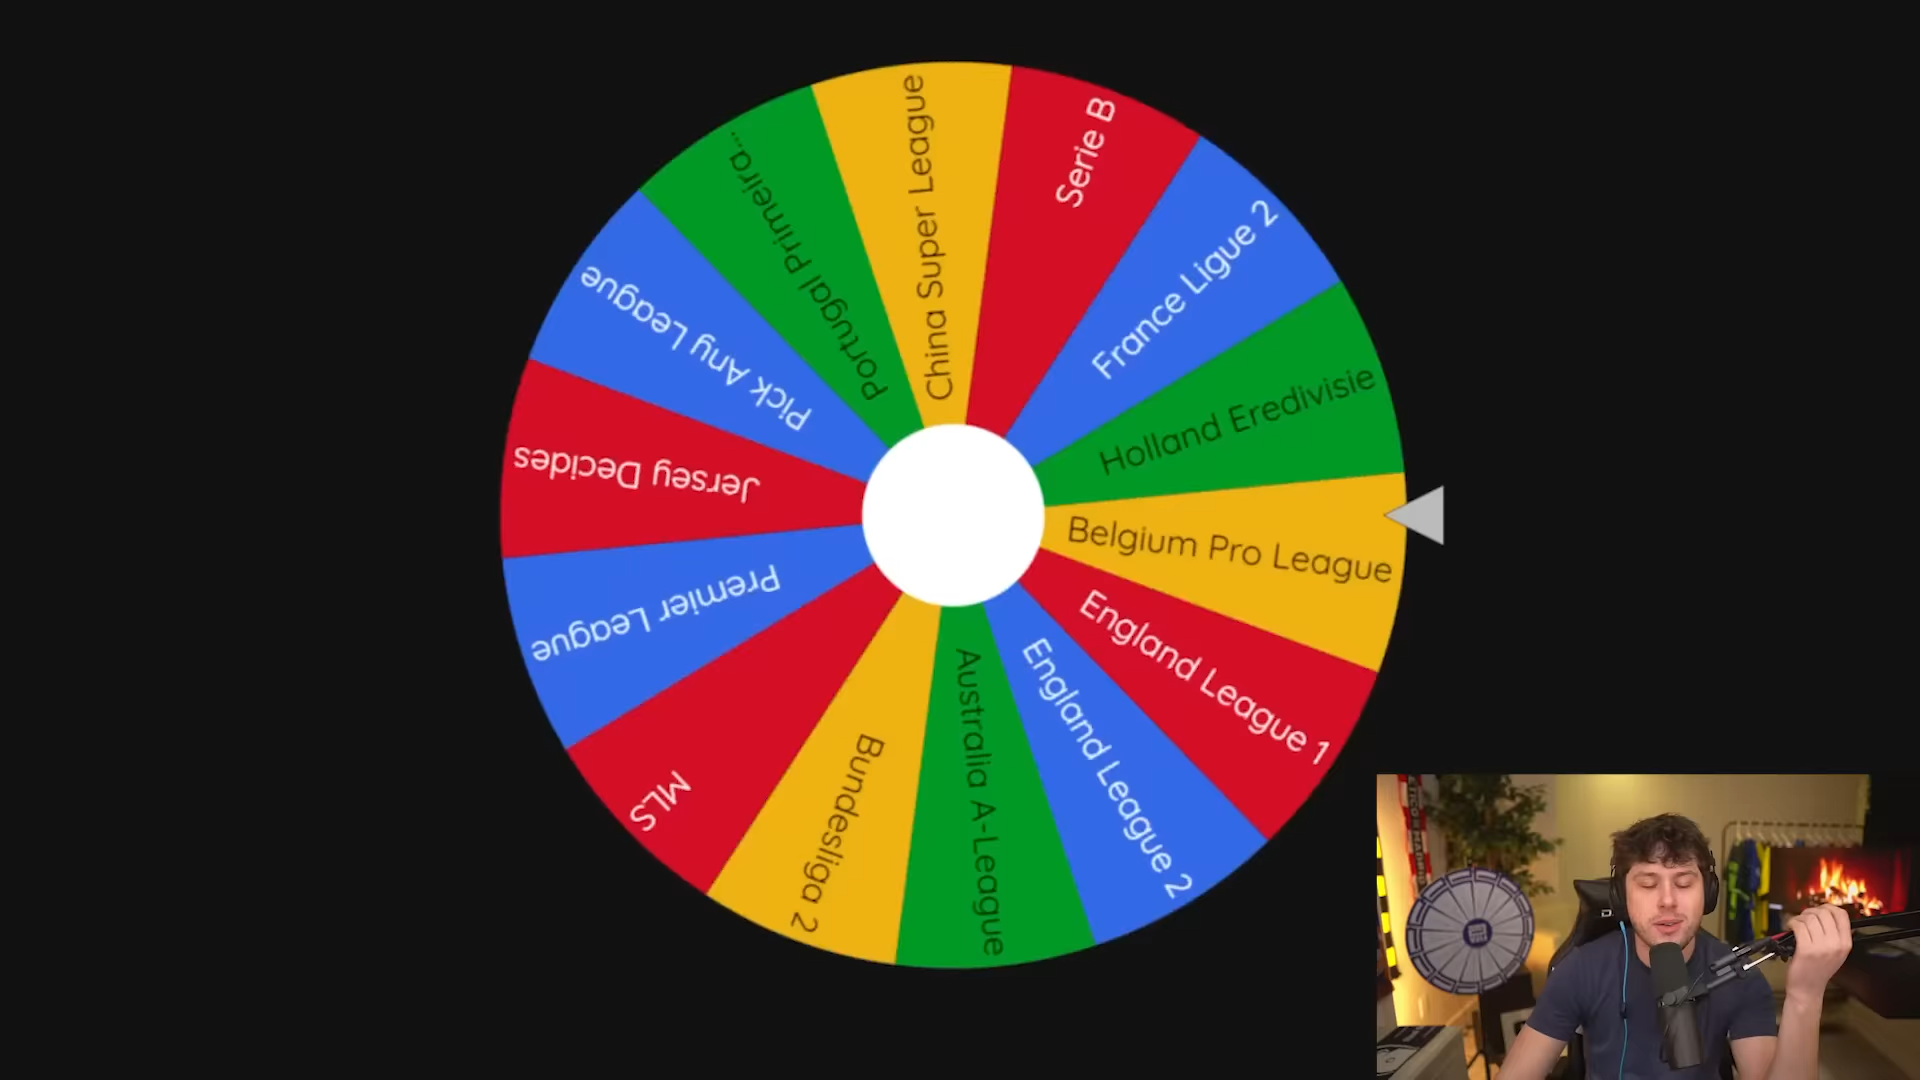 China Super League
Serie B
France Ligue 2
Holland Eredivisie
Belgium Pro League
England League 1
England League 2
Australia A-League
Bundesliga 2
MLS
Premier League
Jersey Decides
Pick Any League
Portugal Primeira...